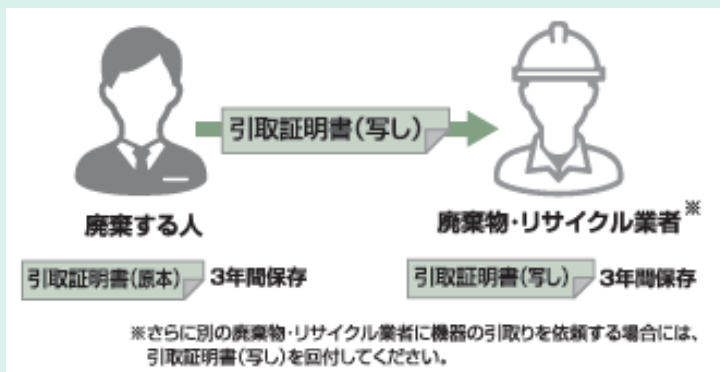 引取証明書(写し)
廃棄する人
廃棄物・リサイクル業者※
引取証明書(原本) 3年間保存
引取証明書(写し) 3年間保存
※さらに別の廃棄物・リサイクル業者に機器の引取りを依頼する場合には、
引取証明書(写し)を回付してください。